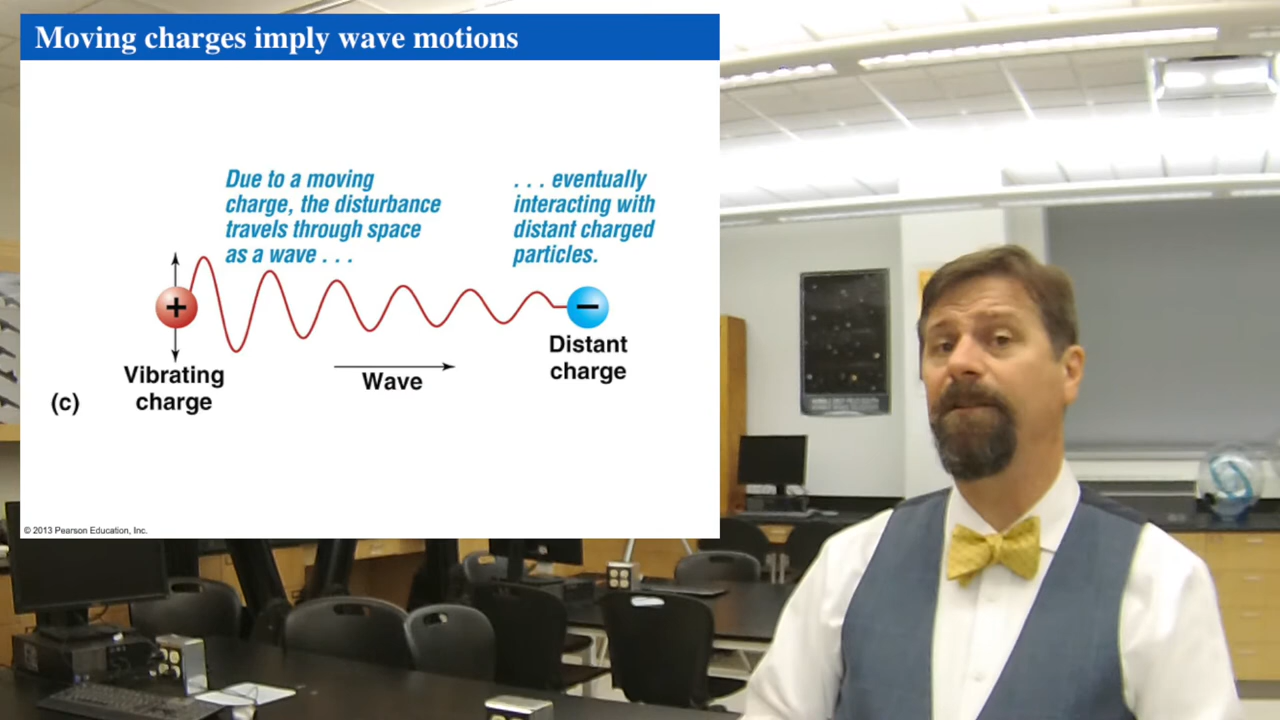 Moving charges imply wave motions
Due to a moving
charge, the disturbance
travels through space
as a wave . . .
. . . eventually
interacting with
distant charged
particles.
+
−
Vibrating
charge
Wave
Distant
charge
(c)
© 2013 Pearson Education, Inc.